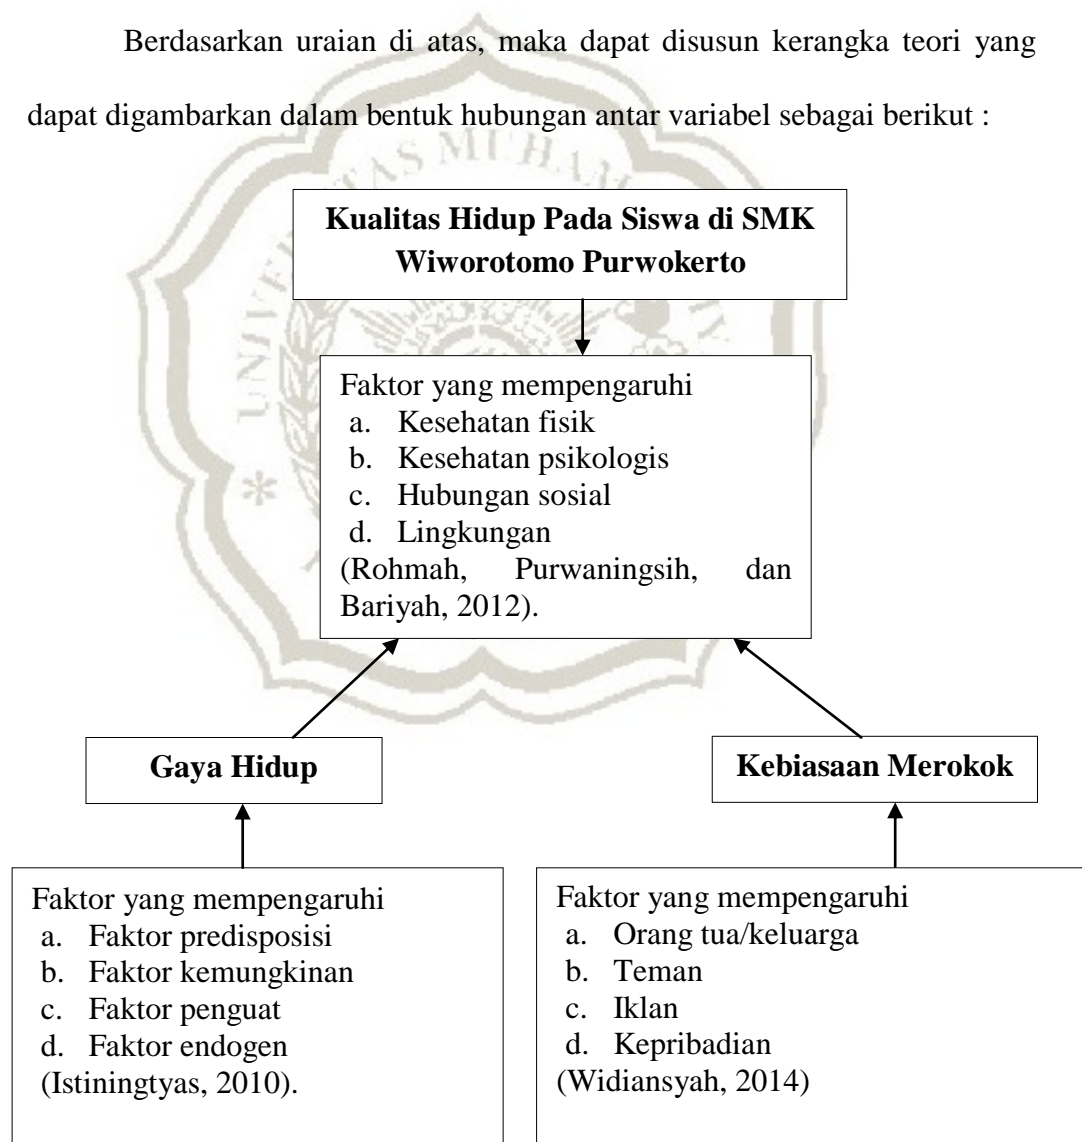 Berdasarkan uraian di atas, maka dapat disusun kerangka teori yang
dapat digambarkan dalam bentuk hubungan antar variabel sebagai berikut :
Kualitas Hidup Pada Siswa di SMK
Wiworotomo Purwokerto
Faktor yang mempengaruhi
a. Kesehatan fisik
b. Kesehatan psikologis
c. Hubungan sosial
d. Lingkungan
(Rohmah, Purwaningsih, dan
Bariyah, 2012).
Gaya Hidup
Kebiasaan Merokok
Faktor yang mempengaruhi
a. Faktor predisposisi
b. Faktor kemungkinan
c. Faktor penguat
d. Faktor endogen
(Istiningtyas, 2010).
Faktor yang mempengaruhi
a. Orang tua/keluarga
b. Teman
c. Iklan
d. Kepribadian
(Widiansyah, 2014)